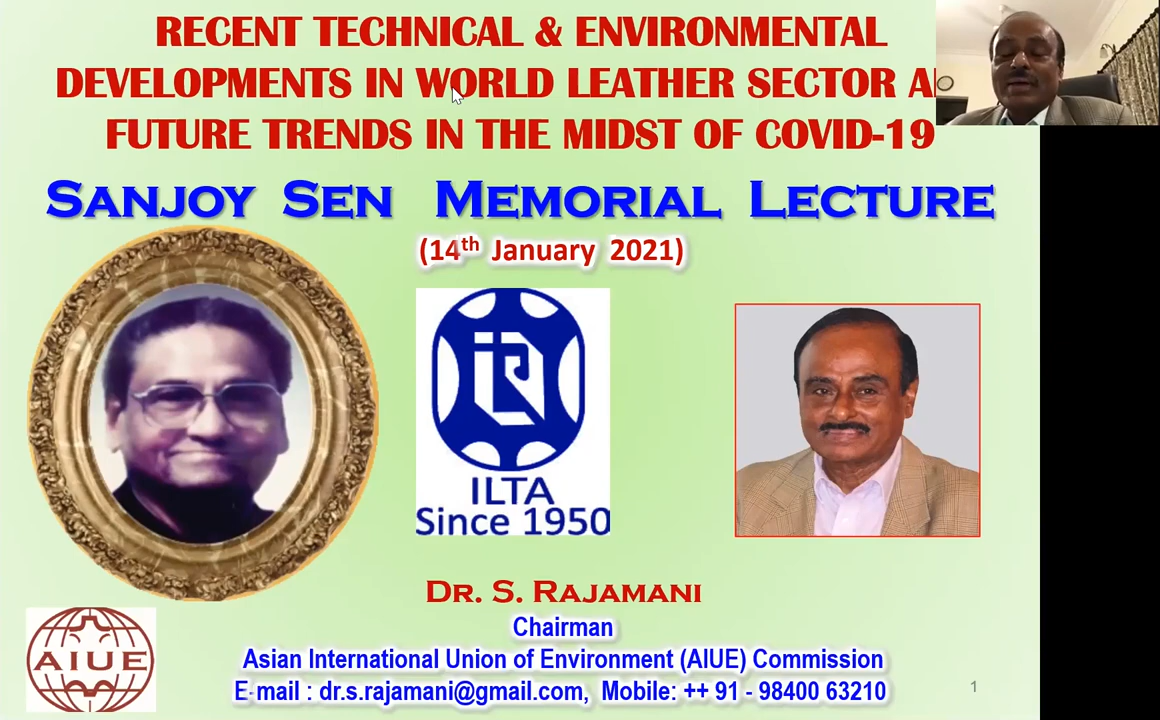 RECENT TECHNICAL & ENVIRONMENTAL
DEVELOPMENTS IN WORLD LEATHER SECTOR
FUTURE TRENDS IN THE MIDST OF COVID-19
SANJOY SEN MEMORIAL LECTURE
(14th January 2021)
ILTA
Since 1950
DR. S. RAJAMANI
Chairman
AIUE
Asian International Union of Environment (AIUE) Commission
E-mail : dr.s.rajamani@gmail.com, Mobile: ++ 91 - 98400 63210
1